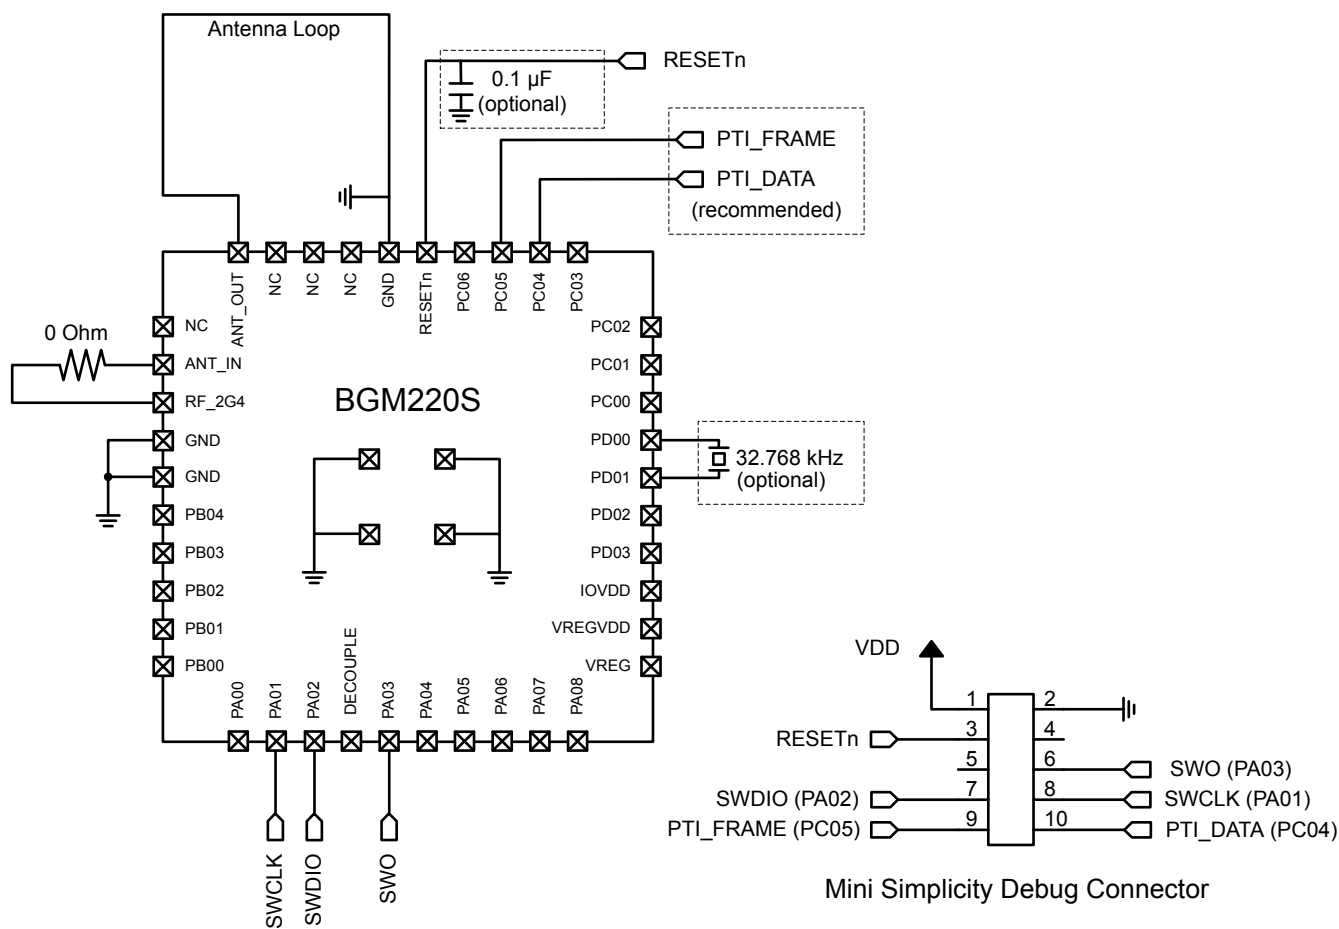 Antenna Loop
RESETn
0.1 µF
(optional)
PTI_FRAME
PTI_DATA
(recommended)
ANT_OUT
NC
NC
NC
GND
RESETn
PC06
PC05
PC04
PC03
0 Ohm
NC
ANT_IN
RF_2G4
GND
GND
PB04
PB03
PB02
PB01
PB00
BGM220S
PC02
PC01
PC00
PD00
PD01
PD02
PD03
IOVDD
VREGVDD
VREG
32.768 kHz
(optional)
PA00
PA01
PA02
DECOUPLE
PA03
PA04
PA05
PA06
PA07
PA08
SWCLK
SWDIO
SWO
VDD
1 2
RESETn 3 4
5 6 SWO (PA03)
SWDIO (PA02) 7 8 SWCLK (PA01)
PTI_FRAME (PC05) 9 10 PTI_DATA (PC04)
Mini Simplicity Debug Connector